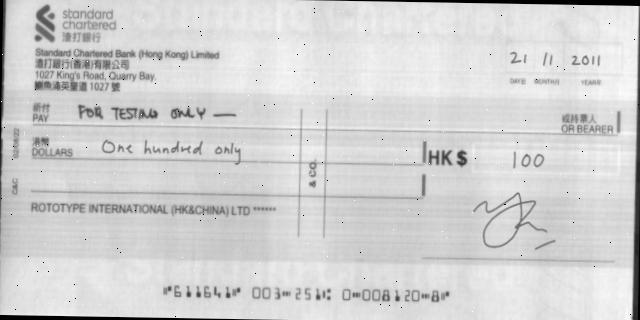 standard
chartered
渣打銀行
Standard Chartered Bank (Hong Kong) Limited
渣打銀行(香港)有限公司
1027 King's Road, Quarry Bay,
鰂魚涌英皇道 1027 號
21 11 2011
DATE MONTH YEAR
祈付
PAY FOR TESTING ONLY
或持票人
OR BEARER
港幣
DOLLARS One hundred only
HK$ 100
& CO.
C&C
ROTOTYPE INTERNATIONAL (HK&CHINA) LTD ******
⑈611641⑈ 003⑉251⑆ 0⑉008120⑉8⑈